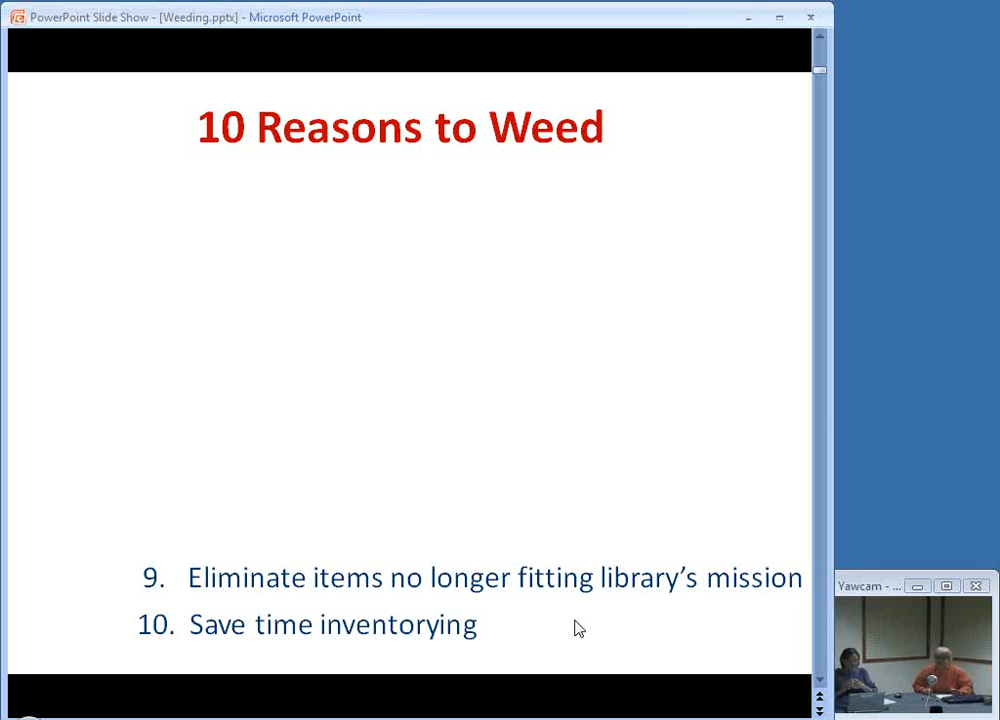 PowerPoint Slide Show - [Weeding.pptx] - Microsoft PowerPoint
10 Reasons to Weed
9. Eliminate items no longer fitting library's mission
10. Save time inventorying
Yawcam - ...